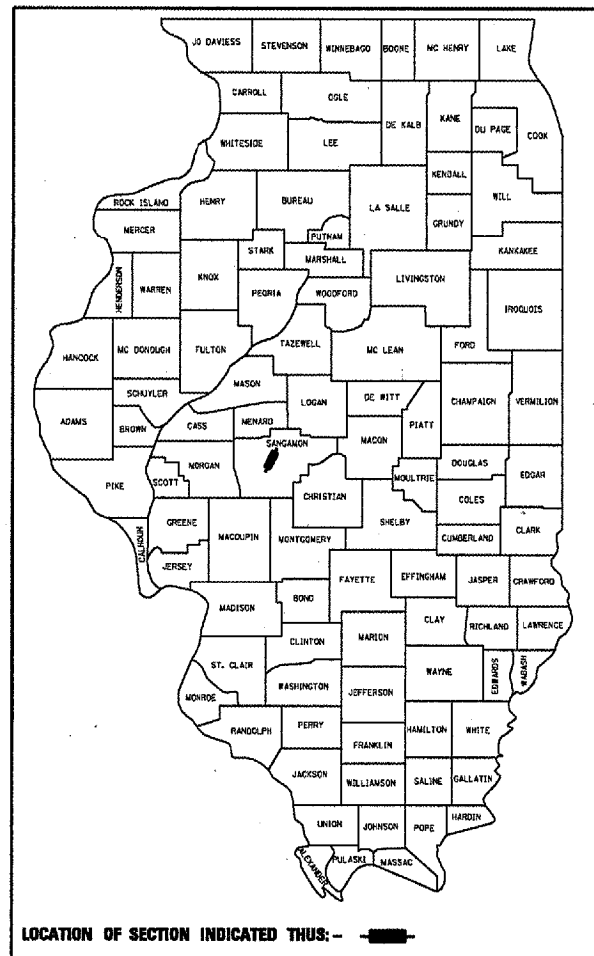 JO DAVIESS STEVENSON WINNEBAGO BOONE MC HENRY LAKE
CARROLL OGLE
DE KALB KANE DU PAGE COOK
WHITESIDE LEE
KENDALL WILL
ROCK ISLAND HENRY BUREAU LA SALLE GRUNDY
MERCER PUTNAM
STARK MARSHALL KANKAKEE
HENDERSON WARREN KNOX PEORIA WOODFORD LIVINGSTON IROQUOIS
HANCOCK MC DONOUGH FULTON TAZEWELL MC LEAN FORD
MASON
SCHUYLER LOGAN DE WITT CHAMPAIGN VERMILION
ADAMS BROWN CASS MENARD MACON PIATT
SANGAMON
PIKE SCOTT MORGAN CHRISTIAN MOULTRIE DOUGLAS EDGAR
COLES
GREENE MACOUPIN MONTGOMERY SHELBY CLARK
CALHOUN CUMBERLAND
JERSEY FAYETTE EFFINGHAM JASPER CRAWFORD
MADISON BOND
CLAY RICHLAND LAWRENCE
CLINTON MARION
ST. CLAIR WAYNE EDWARDS WABASH
WASHINGTON JEFFERSON
MONROE
RANDOLPH PERRY HAMILTON WHITE
FRANKLIN
JACKSON WILLIAMSON SALINE GALLATIN
UNION JOHNSON POPE HARDIN
ALEXANDER PULASKI MASSAC
LOCATION OF SECTION INDICATED THUS:-